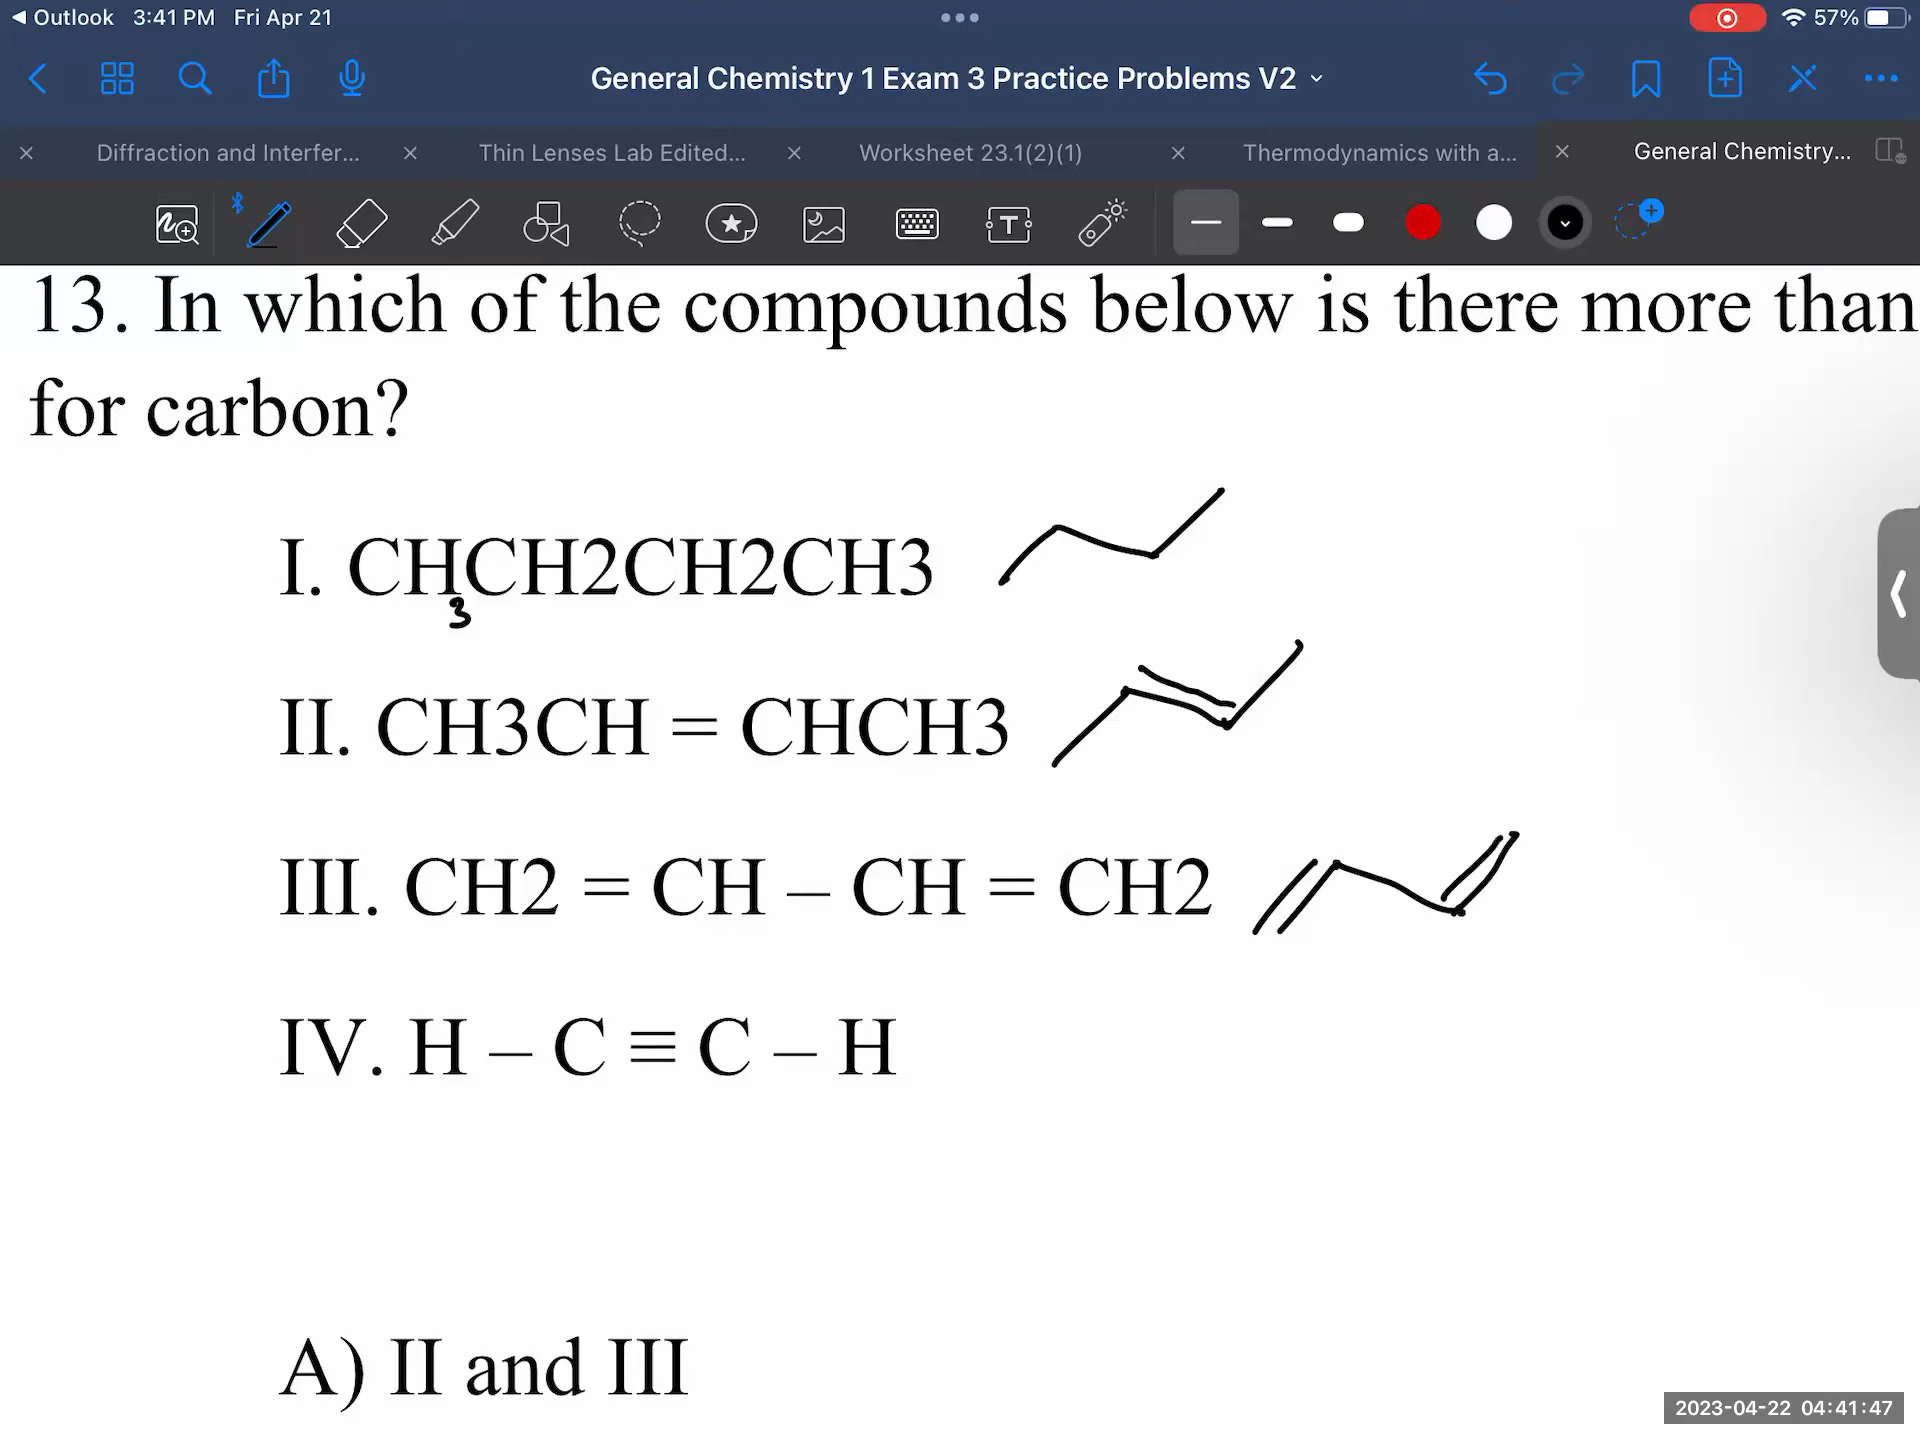 Outlook 3:41 PM Fri Apr 21 57%
General Chemistry 1 Exam 3 Practice Problems V2
Diffraction and Interfer... Thin Lenses Lab Edited... Worksheet 23.1(2)(1) Thermodynamics with a... General Chemistry...
13. In which of the compounds below is there more than
for carbon?
I. CHCH2CH2CH3
3
II. CH3CH = CHCH3
III. CH2 = CH – CH = CH2
IV. H – C ≡ C – H
A) II and III
2023-04-22 04:41:47